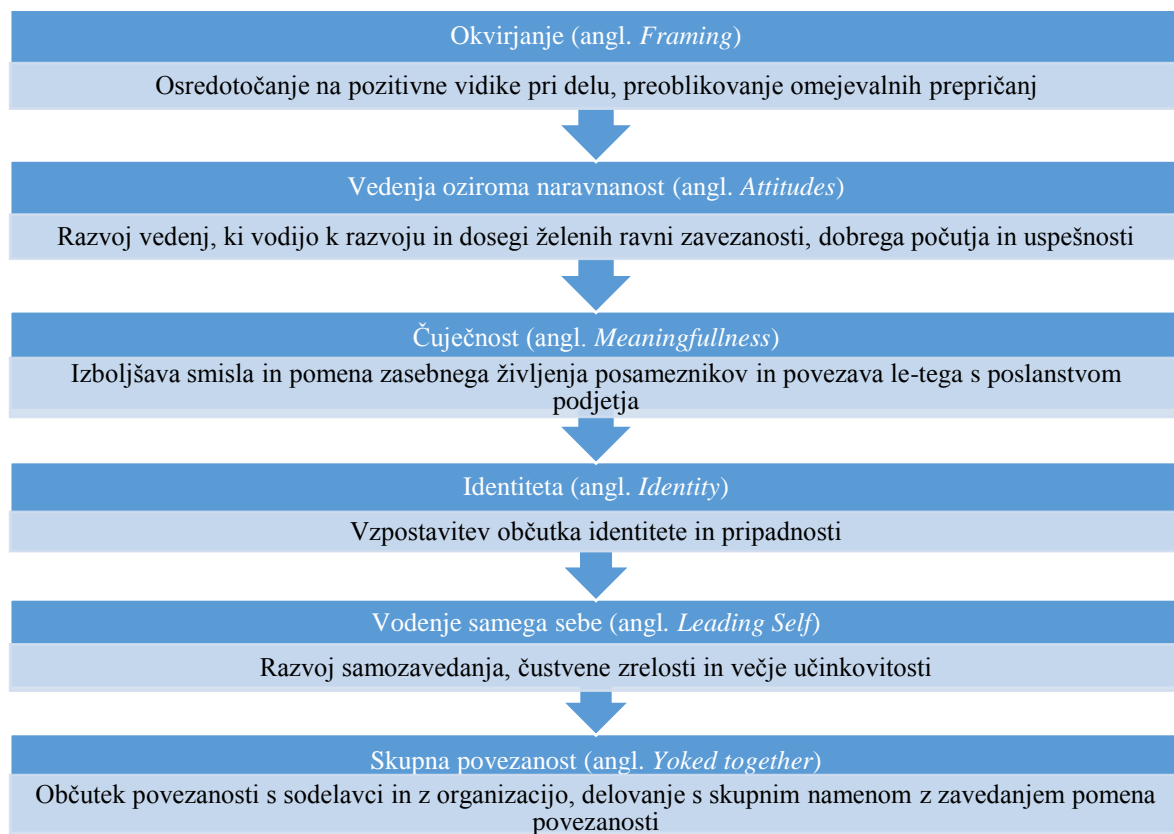 Okvirjanje (angl. Framing)
Osredotočanje na pozitivne vidike pri delu, preoblikovanje omejevalnih prepričanj
Vedenja oziroma naravnanost (angl. Attitudes)
Razvoj vedenj, ki vodijo k razvoju in dosegi želenih ravni zavezanosti, dobrega počutja in uspešnosti
Čuječnost (angl. Meaningfullness)
Izboljšava smisla in pomena zasebnega življenja posameznikov in povezava le-tega s poslanstvom
podjetja
Identiteta (angl. Identity)
Vzpostavitev občutka identitete in pripadnosti
Vodenje samega sebe (angl. Leading Self)
Razvoj samozavedanja, čustvene zrelosti in večje učinkovitosti
Skupna povezanost (angl. Yoked together)
Občutek povezanosti s sodelavci in z organizacijo, delovanje s skupnim namenom z zavedanjem pomena
povezanosti